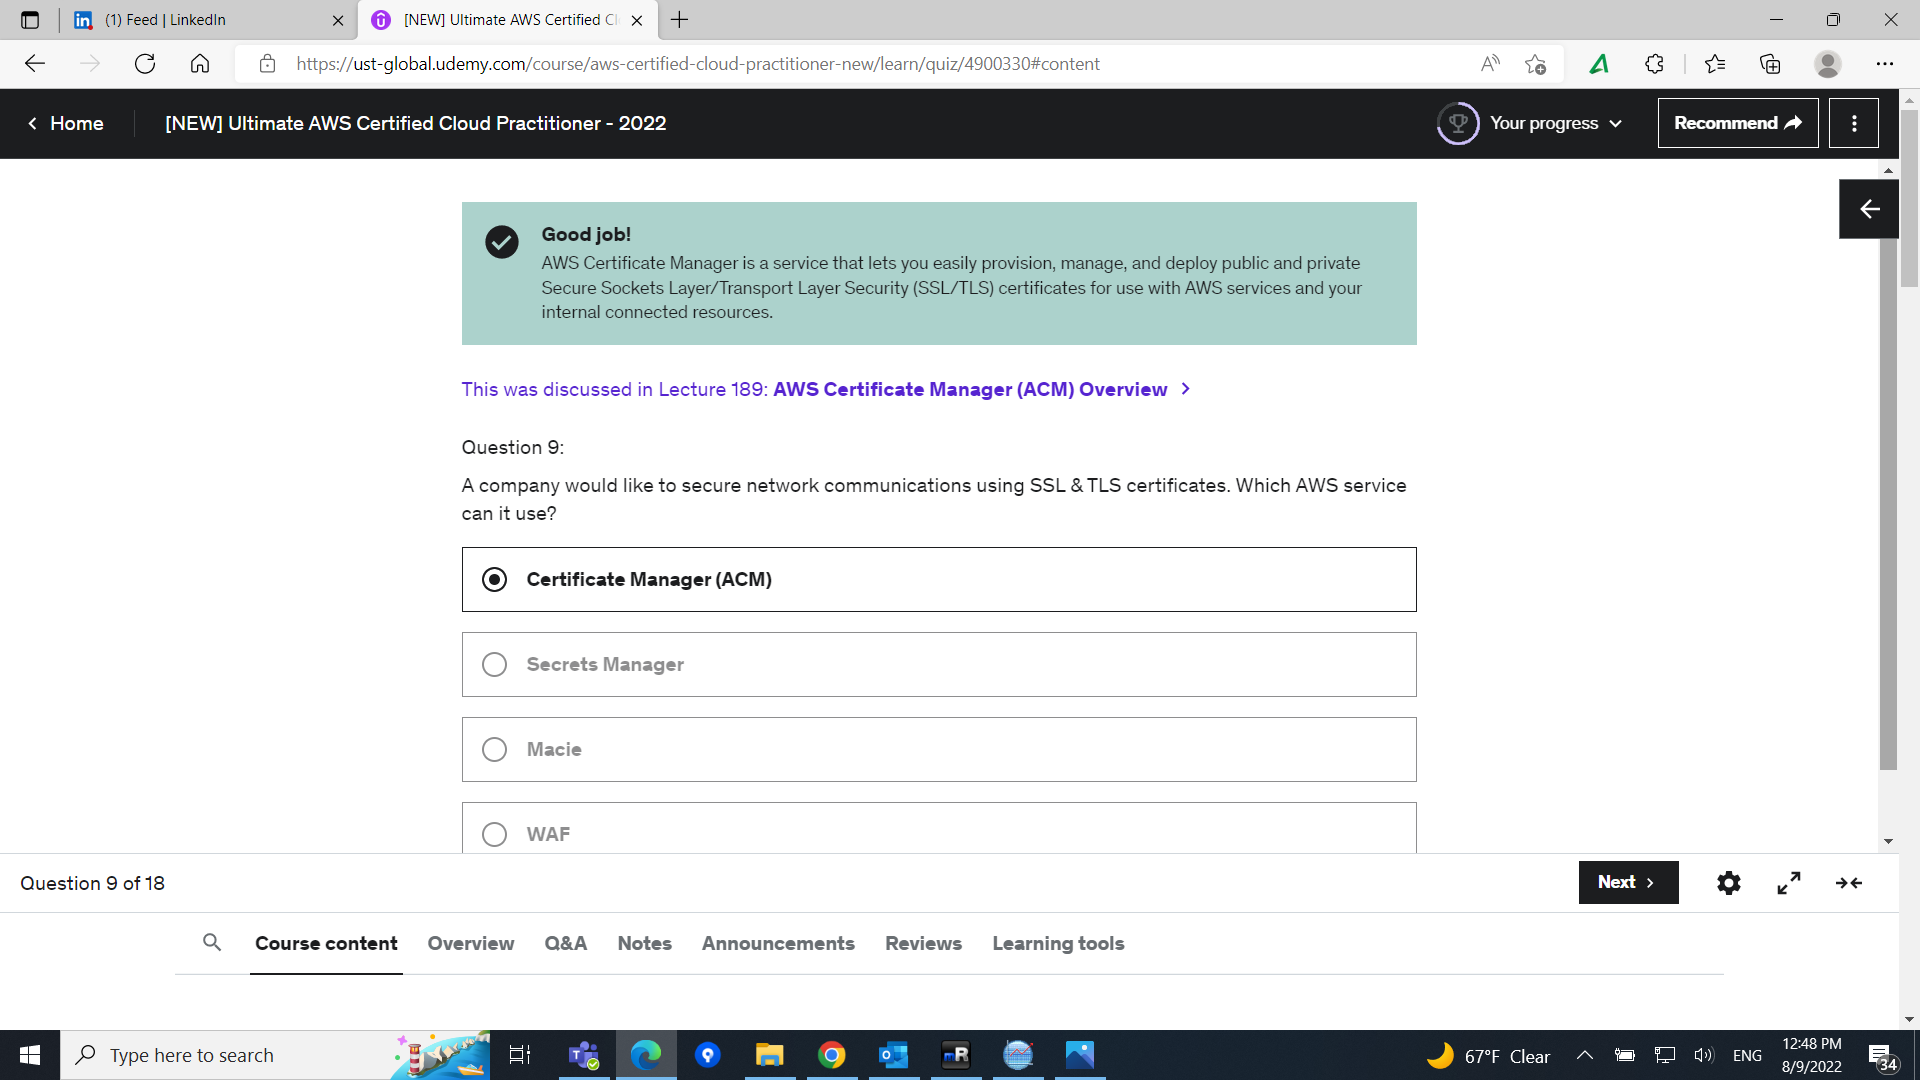 (1) Feed | LinkedIn
[NEW] Ultimate AWS Certified Cl
https://ust-global.udemy.com/course/aws-certified-cloud-practitioner-new/learn/quiz/4900330#content
Home
[NEW] Ultimate AWS Certified Cloud Practitioner - 2022
Your progress
Recommend
Good job!
AWS Certificate Manager is a service that lets you easily provision, manage, and deploy public and private
Secure Sockets Layer/Transport Layer Security (SSL/TLS) certificates for use with AWS services and your
internal connected resources.
This was discussed in Lecture 189: AWS Certificate Manager (ACM) Overview
Question 9:
A company would like to secure network communications using SSL & TLS certificates. Which AWS service
can it use?
Certificate Manager (ACM)
Secrets Manager
Macie
WAF
Question 9 of 18
Next
Course content
Overview
Q&A
Notes
Announcements
Reviews
Learning tools
Type here to search
67°F Clear
ENG
12:48 PM
8/9/2022
34